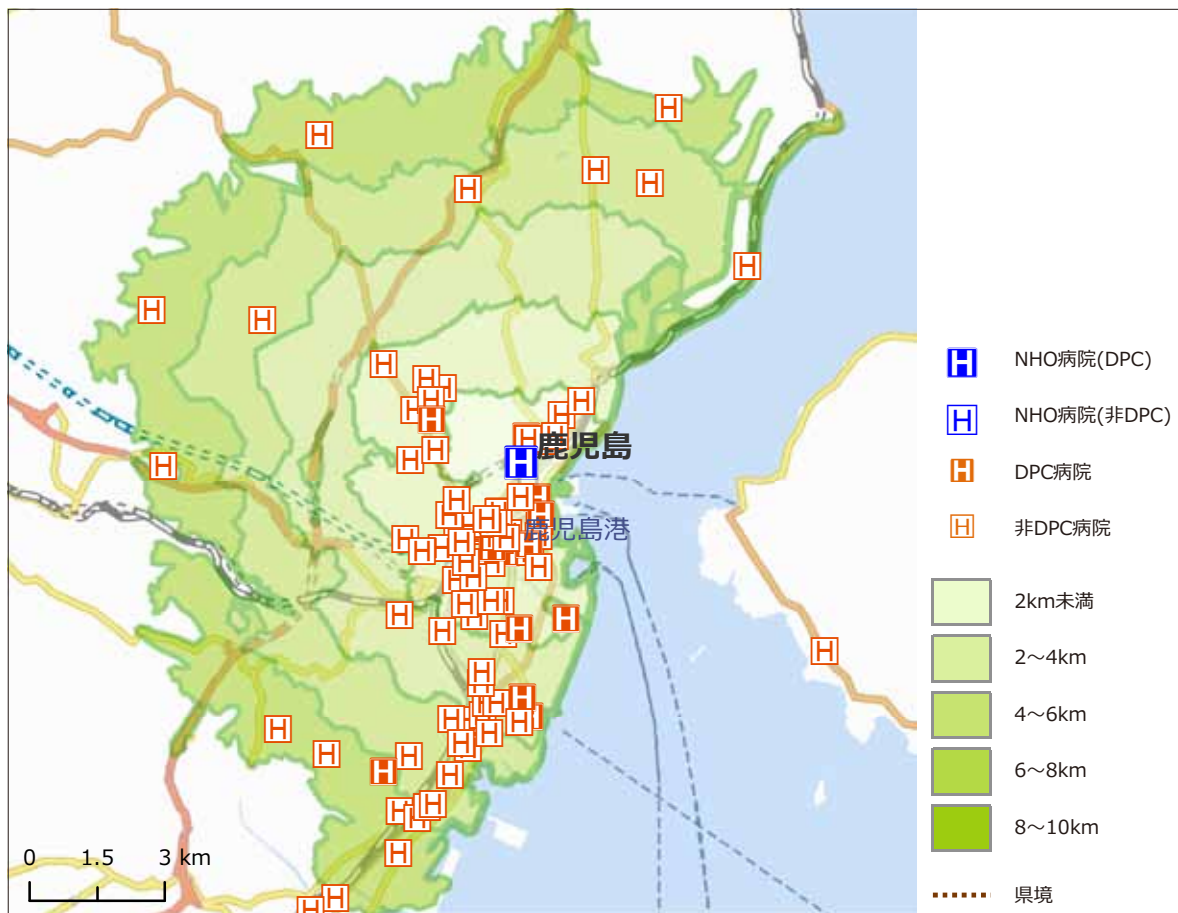 鹿児島
鹿児島港
0 1.5 3 km
NHO病院(DPC)
NHO病院(非DPC)
DPC病院
非DPC病院
2km未満
2～4km
4～6km
6～8km
8～10km
県境